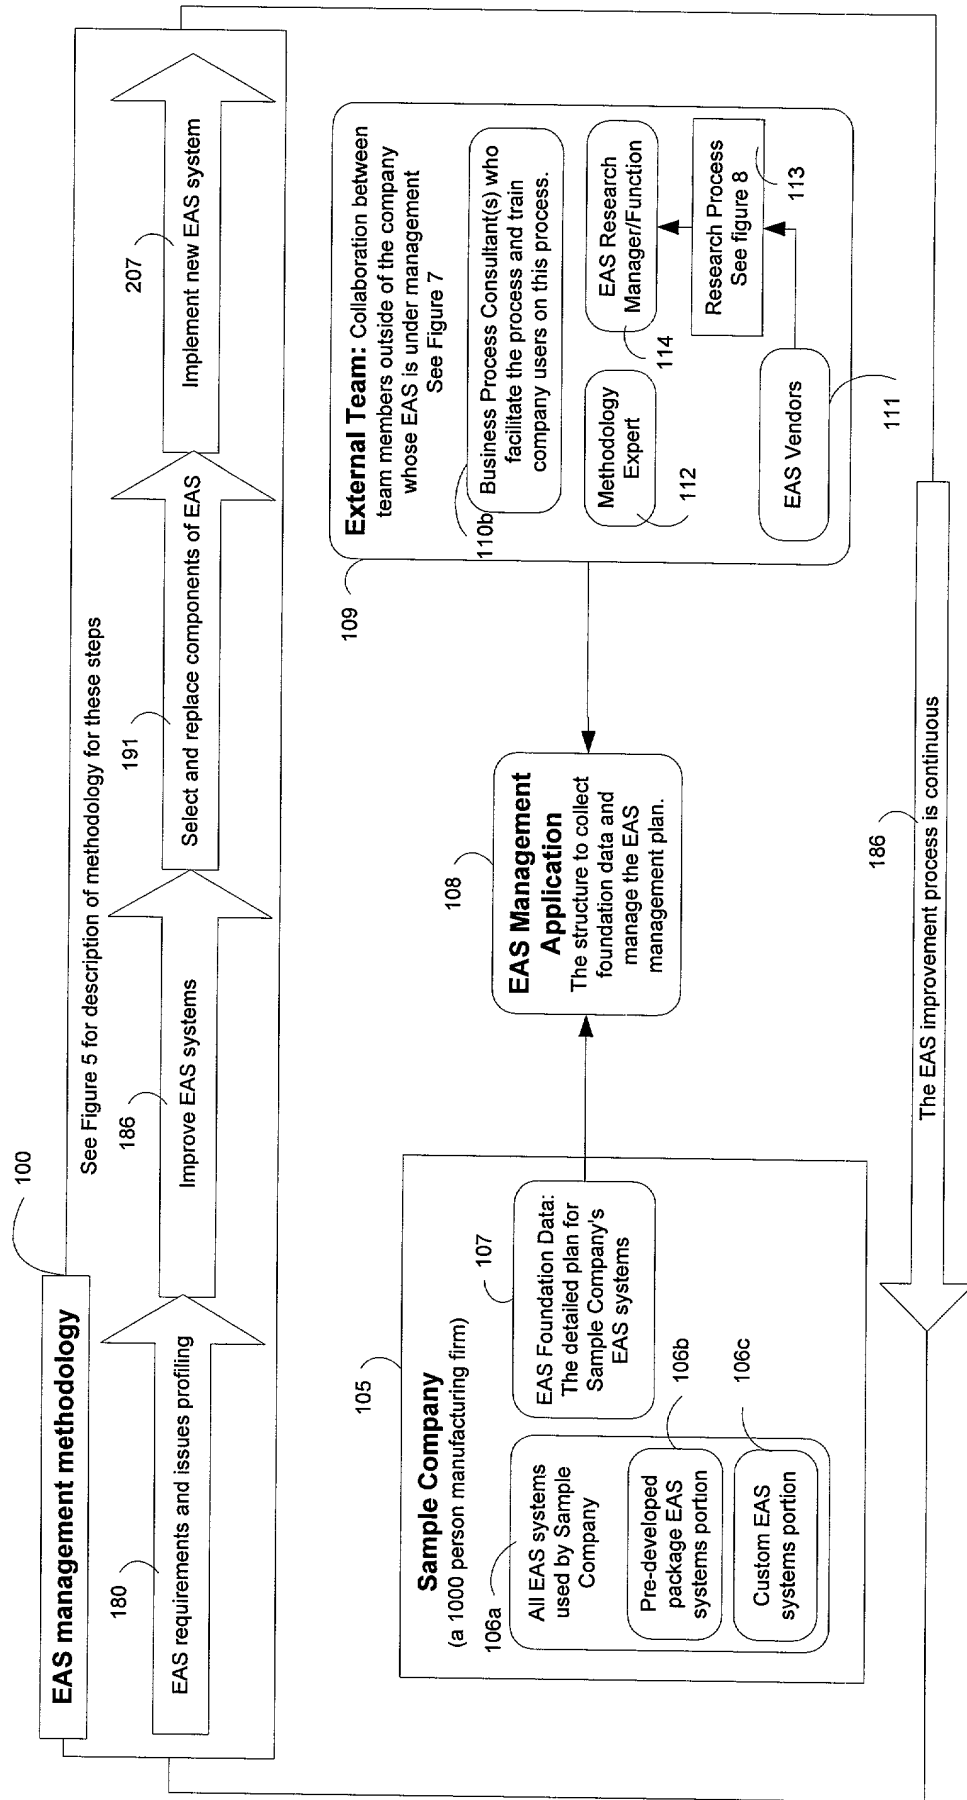 EAS management methodology
100
See Figure 5 for description of methodology for these steps
180
EAS requirements and issues profiling
186
Improve EAS systems
191
Select and replace components of EAS
207
Implement new EAS system
105
Sample Company
(a 1000 person manufacturing firm)
106a
All EAS systems
used by Sample
Company
Pre-developed
package EAS
systems portion
106b
Custom EAS
systems portion
106c
107
EAS Foundation Data:
The detailed plan for
Sample Company's
EAS systems
108
EAS Management
Application
The structure to collect
foundation data and
manage the EAS
management plan.
109
External Team: Collaboration between
team members outside of the company
whose EAS is under management
See Figure 7
110b
Business Process Consultant(s) who
facilitate the process and train
company users on this process.
Methodology
Expert
112
EAS Research
Manager/Function
114
Research Process
See figure 8
113
EAS Vendors
111
186
The EAS improvement process is continuous